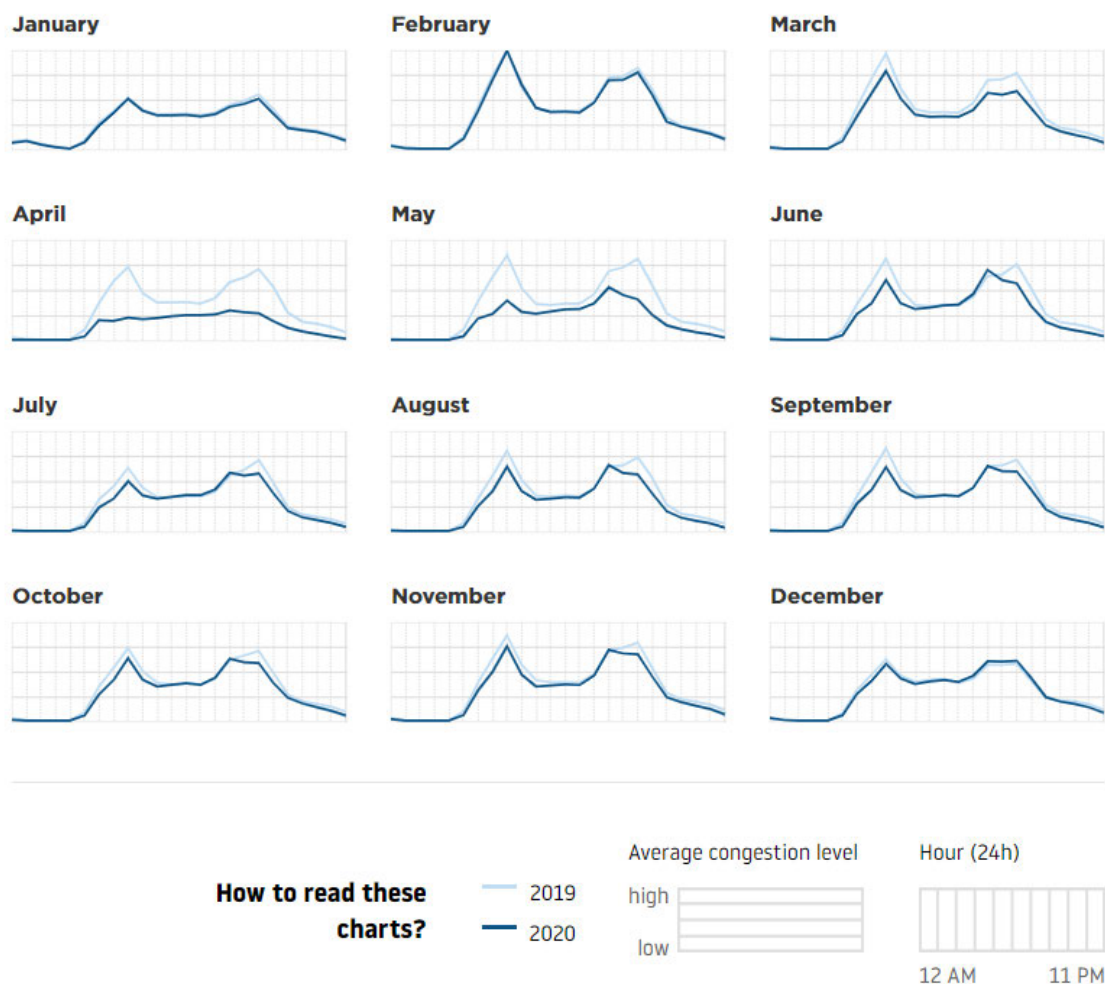 January
February
March
April
May
June
July
August
September
October
November
December
How to read these
charts?
2019
2020
Average congestion level
high
low
Hour (24h)
12 AM
11 PM